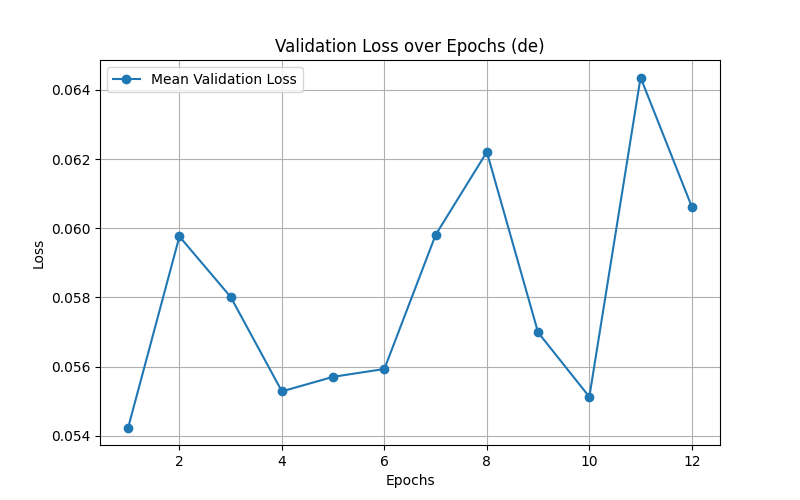 Validation Loss over Epochs (de)
Mean Validation Loss
0.064
0.062
0.060
0.058
0.056
0.054
Loss
2 4 6 8 10 12
Epochs